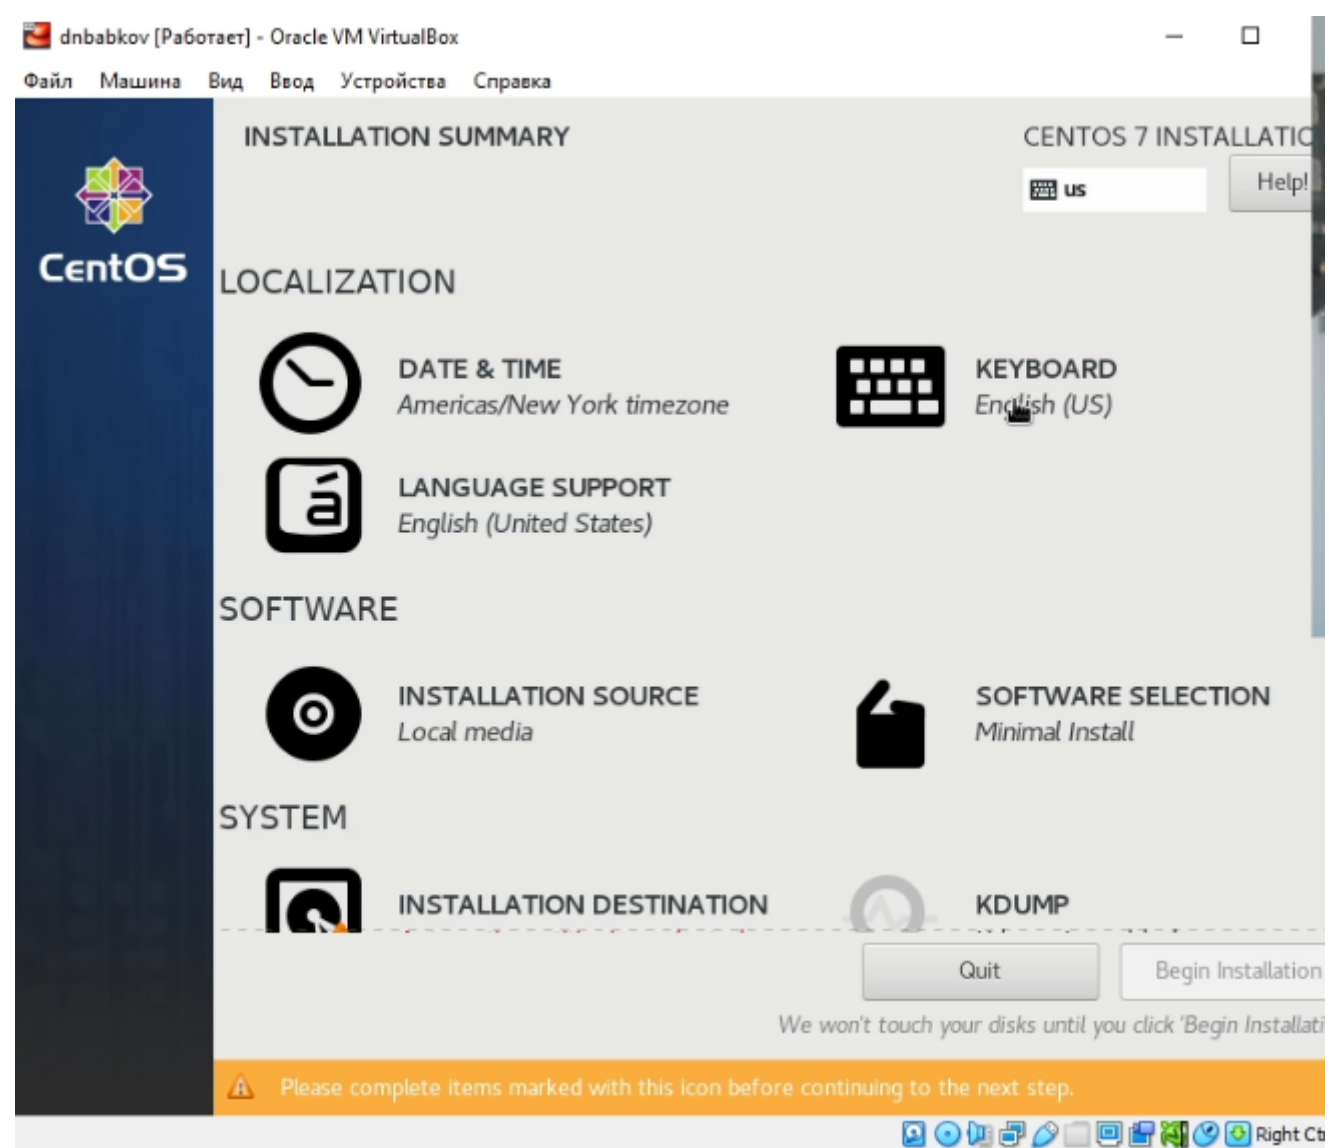 dnbabkov [Работает] - Oracle VM VirtualBox
Файл Машина Вид Ввод Устройства Справка
INSTALLATION SUMMARY
CENTOS 7 INSTALLATIO
us
Help!
CentOS
LOCALIZATION
DATE & TIME
Americas/New York timezone
KEYBOARD
English (US)
á
LANGUAGE SUPPORT
English (United States)
SOFTWARE
INSTALLATION SOURCE
Local media
SOFTWARE SELECTION
Minimal Install
SYSTEM
INSTALLATION DESTINATION
KDUMP
Quit
Begin Installation
We won't touch your disks until you click 'Begin Installati
Please complete items marked with this icon before continuing to the next step.
Right Ct